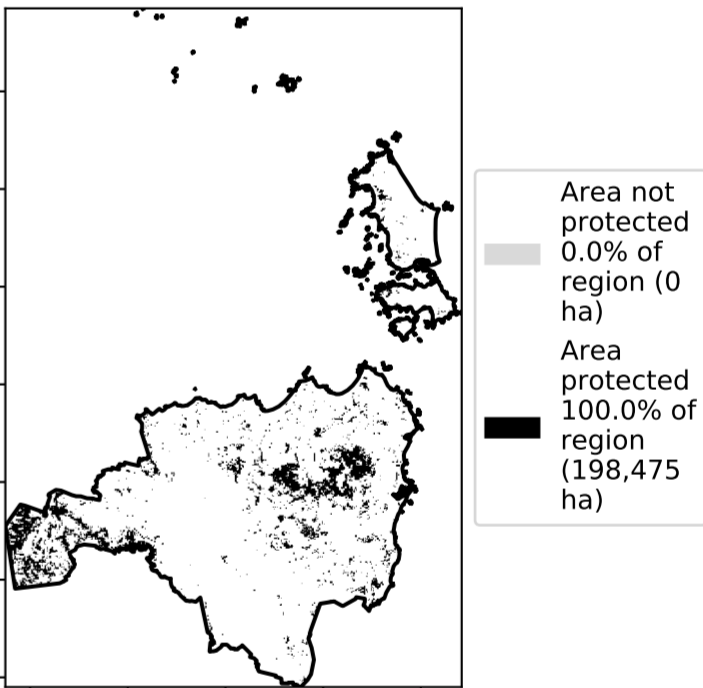 Area not
protected
0.0% of
region (0
ha)
Area
protected
100.0% of
region
(198,475
ha)